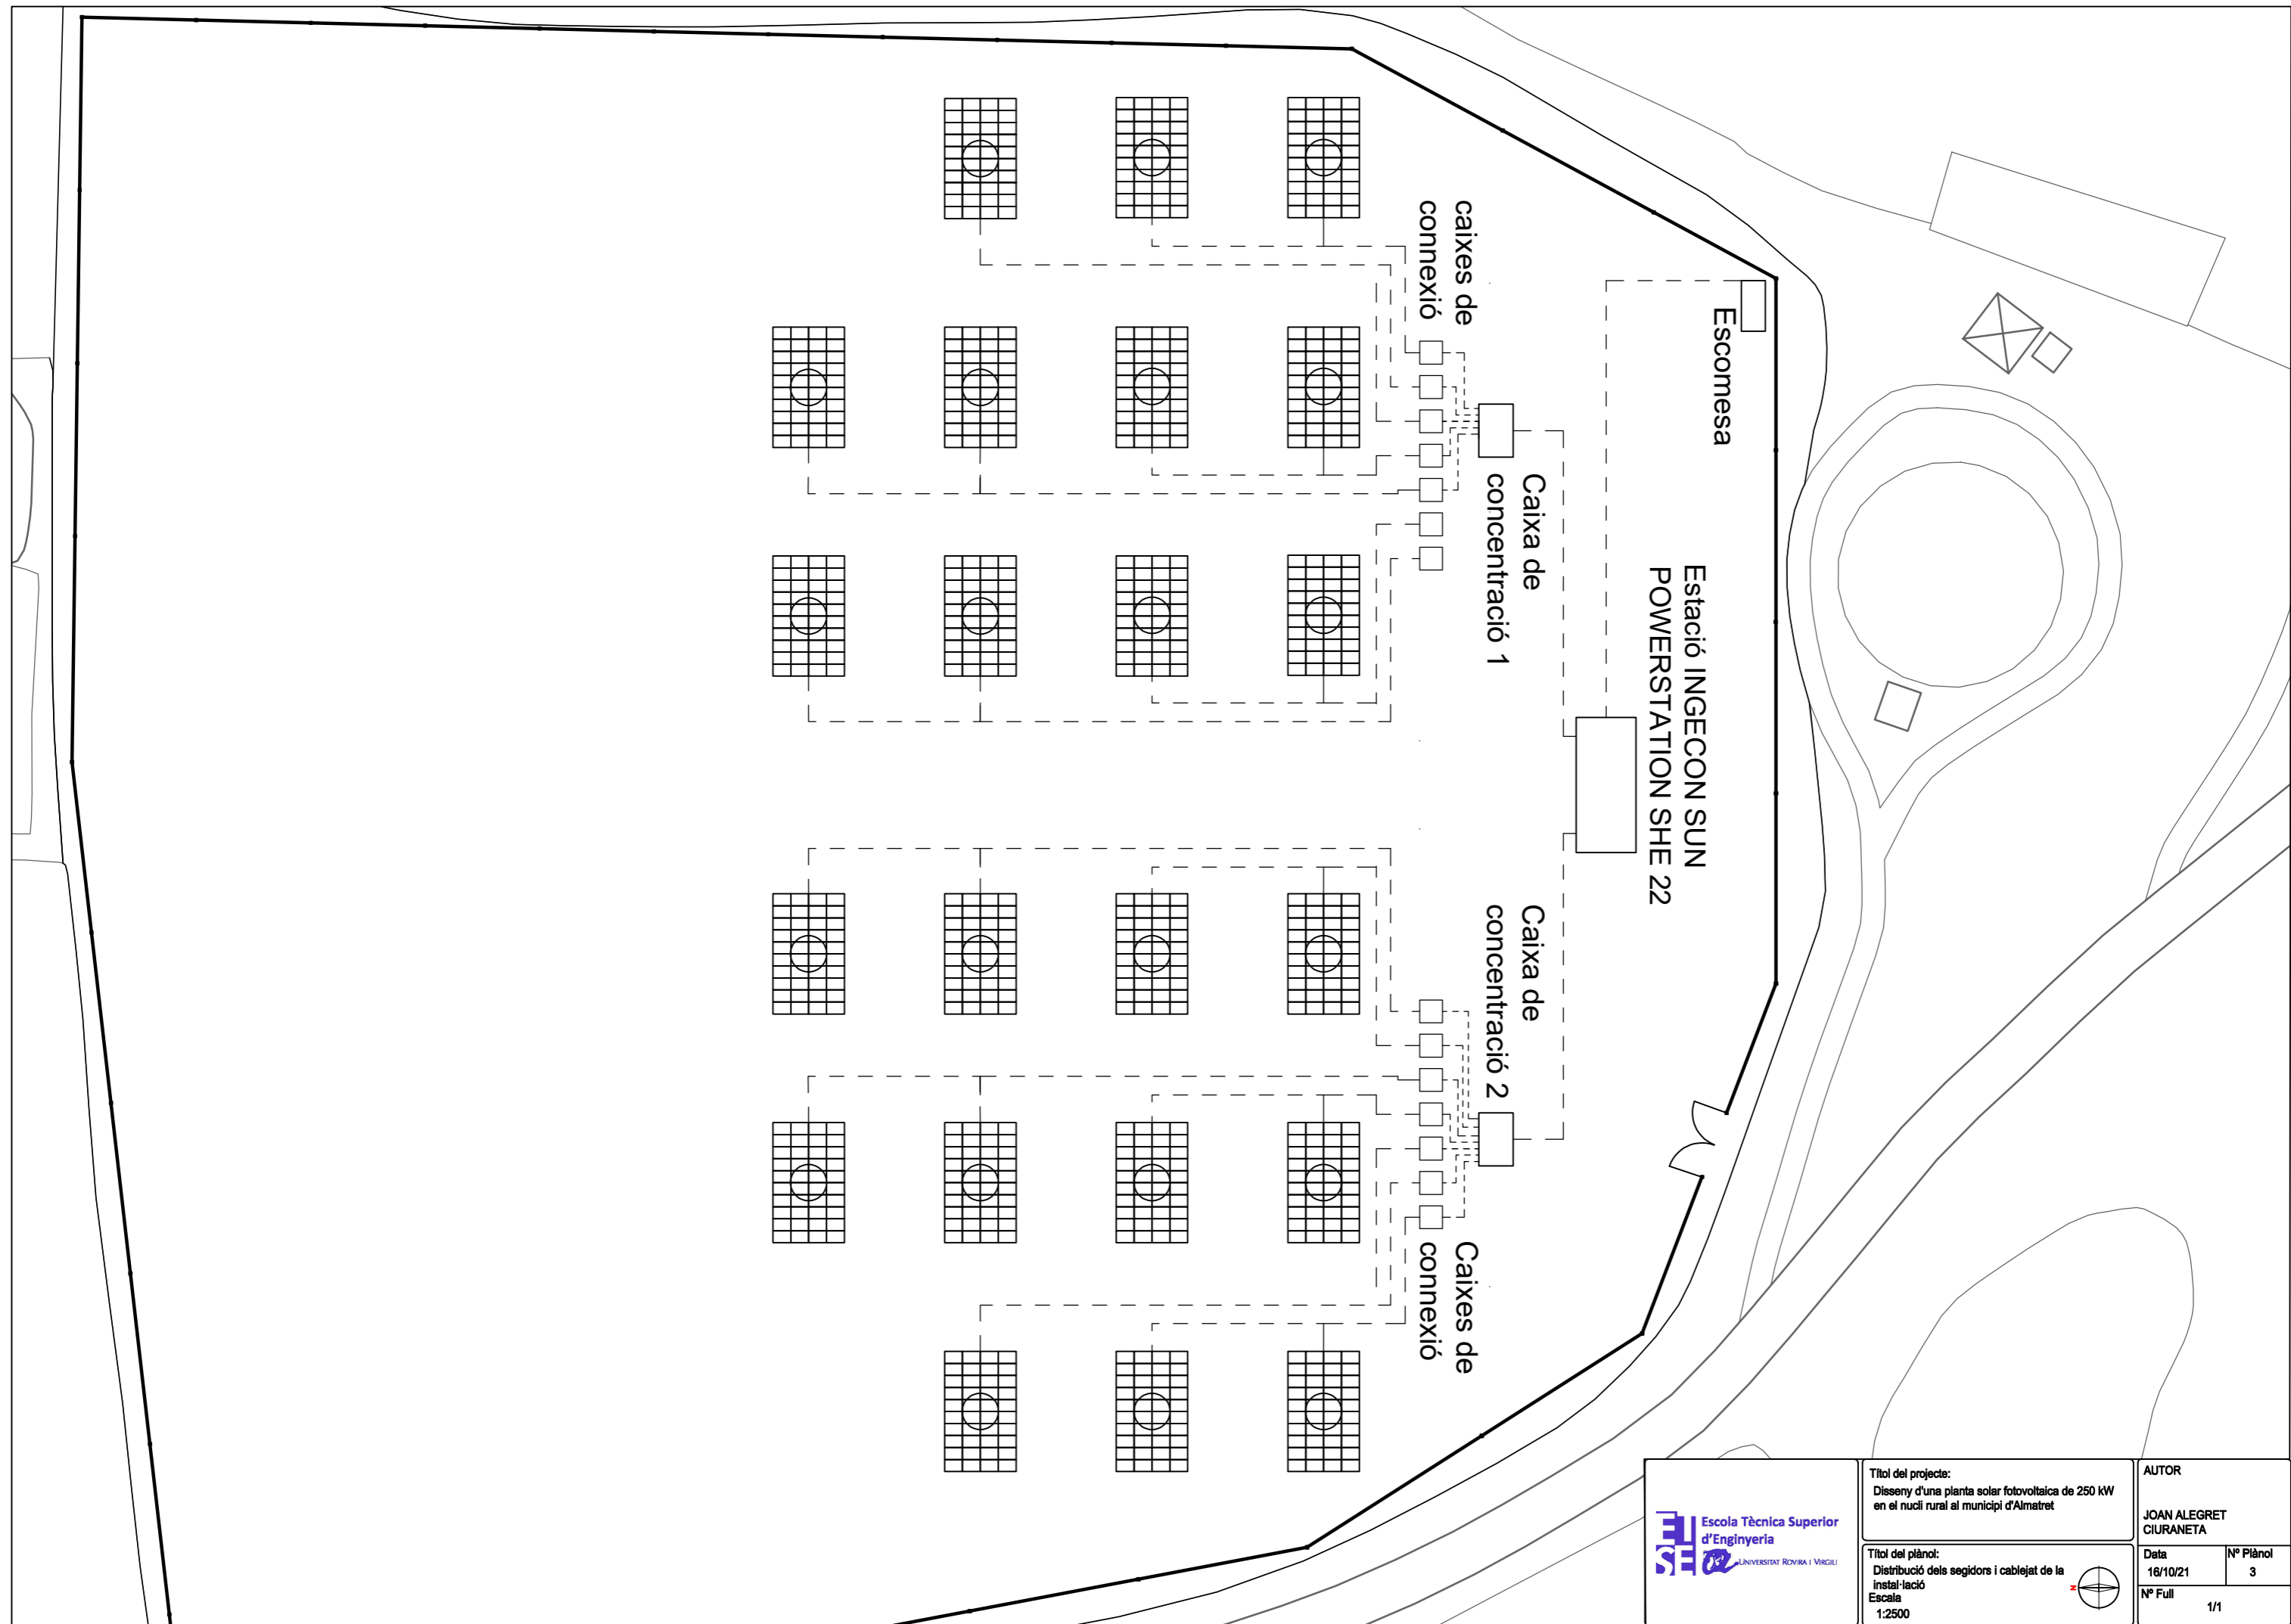 caixes de
connexió
Escomesa
Caixa de
concentració 1
Estació INGECON SUN
POWERSTATION SHE 22
Caixa de
concentració 2
Caixes de
connexió
Escola Tècnica Superior
d'Enginyeria
UNIVERSITAT ROVIRA I VIRGILI
Títol del projecte:
Disseny d'una planta solar fotovoltaica de 250 kW
en el nucli rural al municipi d'Almatret
Títol del plànol:
Distribució dels segidors i cablejat de la
instal·lació
Escala
1:2500
N
AUTOR
JOAN ALEGRET
CIURANETA
Data
16/10/21
Nº Plànol
3
Nº Full
1/1